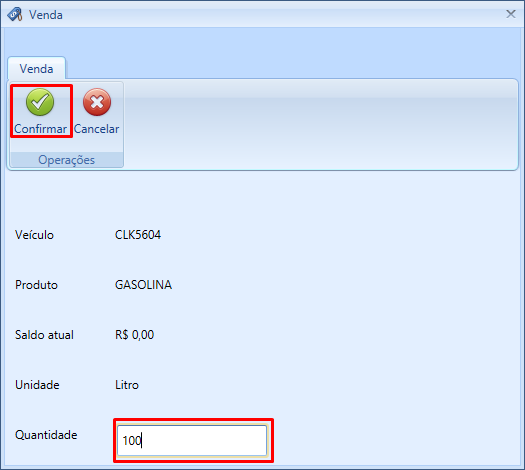 Venda
Venda
Confirmar Cancelar
Operações
Veículo CLK5604
Produto GASOLINA
Saldo atual R$ 0,00
Unidade Litro
Quantidade 100